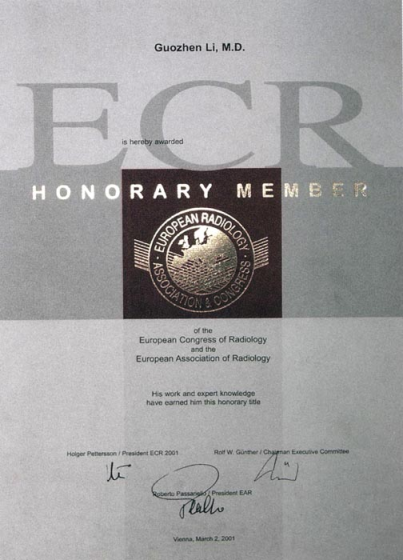 Guozhen Li, M.D.
ECR
is hereby awarded
HONORARY MEMBER
EUROPEAN RADIOLOGY
ASSOCIATION & CONGRESS
of the
European Congress of Radiology
and the
European Association of Radiology
His work and expert knowledge
have earned him this honorary title
Holger Pettersson / President ECR 2001
Rolf W. Günther / Chairman Executive Committee
Roberto Passariello / President EAR
Vienna, March 2, 2001